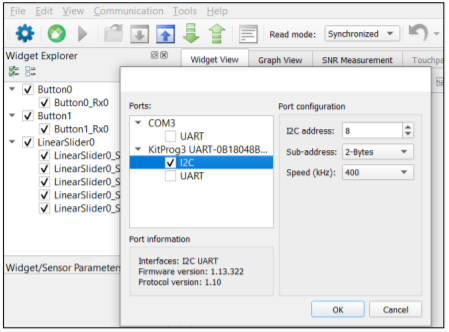 File Edit View Communication Tools Help
Read mode: Synchronized
Widget Explorer
Widget View Graph View SNR Measurement Touchpa
Button0
Button0_Rx0
Button1
Button1_Rx0
LinearSlider0
LinearSlider0_S
LinearSlider0_S
LinearSlider0_S
LinearSlider0_S
LinearSlider0_S
Widget/Sensor Parameters
Ports:
COM3
UART
KitProg3 UART-0B18048B...
I2C
UART
Port configuration
I2C address: 8
Sub-address: 2-Bytes
Speed (kHz): 400
Port information
Interfaces: I2C UART
Firmware version: 1.13.322
Protocol version: 1.10
OK Cancel